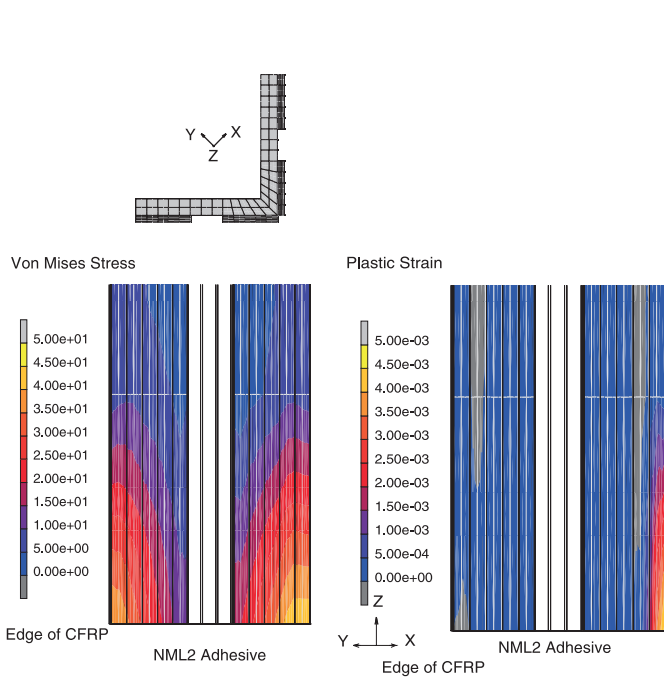 Y X
Z
Von Mises Stress
5.00e+01
4.50e+01
4.00e+01
3.50e+01
3.00e+01
2.50e+01
2.00e+01
1.50e+01
1.00e+01
5.00e+00
0.00e+00
Edge of CFRP
NML2 Adhesive
Plastic Strain
5.00e-03
4.50e-03
4.00e-03
3.50e-03
3.00e-03
2.50e-03
2.00e-03
1.50e-03
1.00e-03
5.00e-04
0.00e+00
Z
Y X
NML2 Adhesive
Edge of CFRP